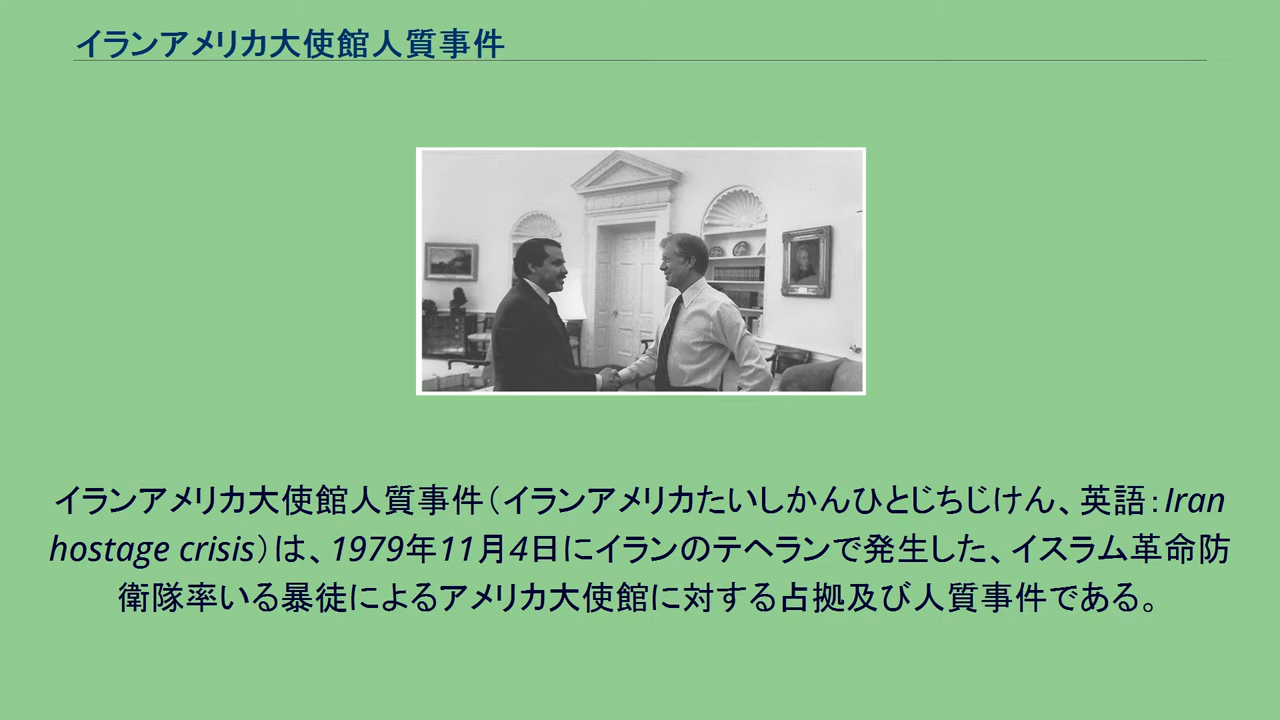 イランアメリカ大使館人質事件
イランアメリカ大使館人質事件（イランアメリカたいしかんひとじちじけん、英語：Iran
hostage crisis）は、1979年11月4日にイランのテヘランで発生した、イスラム革命防
衛隊率いる暴徒によるアメリカ大使館に対する占拠及び人質事件である。